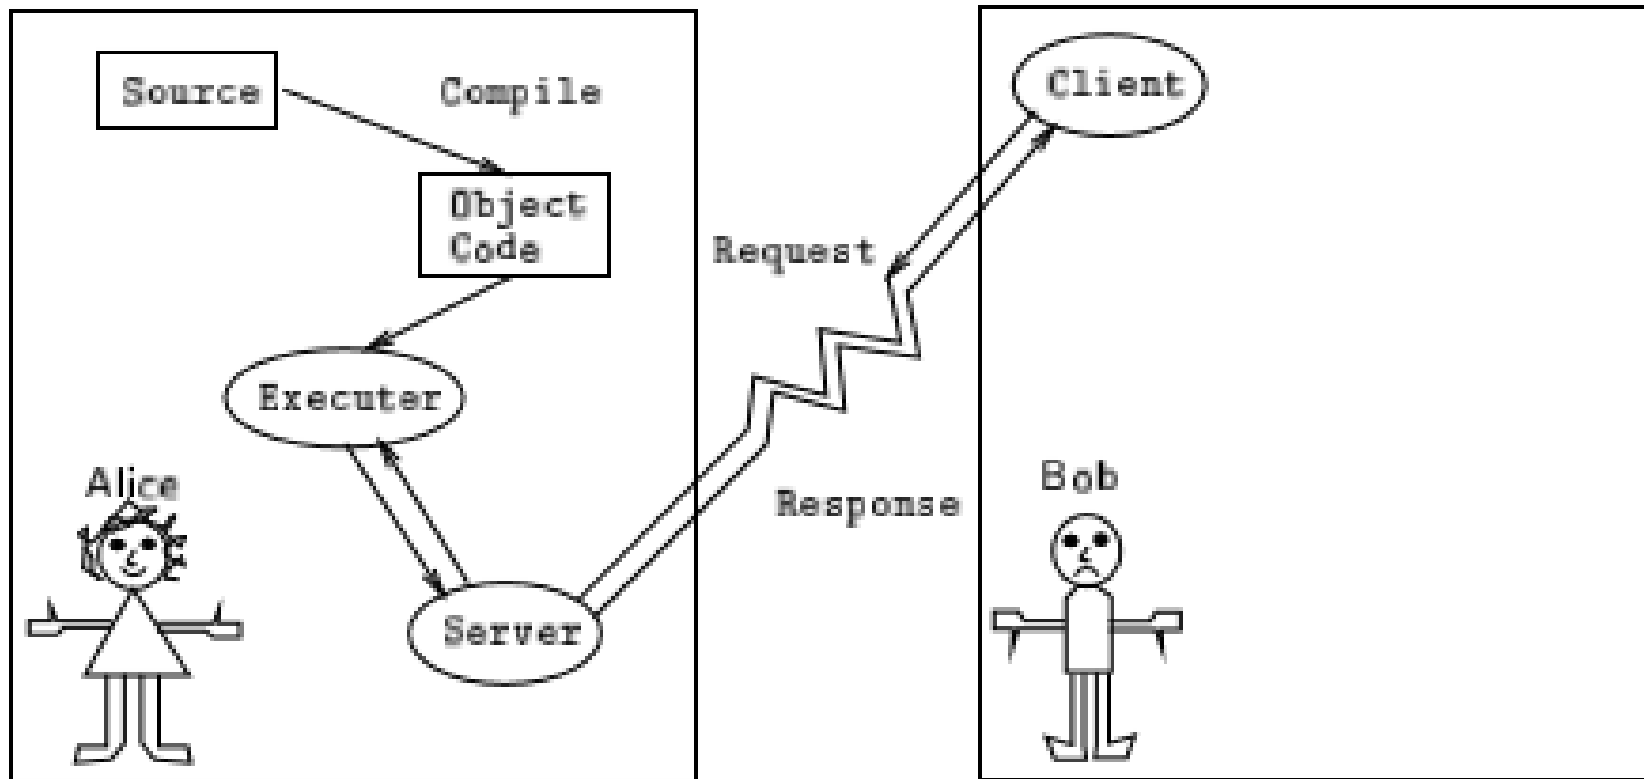 Source
Compile
Client
Object
Code
Request
Executer
Alice
Bob
Response
Server